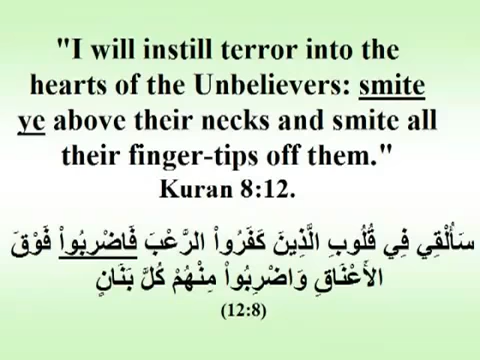 "I will instill terror into the
hearts of the Unbelievers: smite
ye above their necks and smite all
their finger-tips off them."
Kuran 8:12.
سَأُلْقِي فِي قُلُوبِ الَّذِينَ كَفَرُواْ الرَّعْبَ فَاضْرِبُواْ فَوْقَ
الأَعْنَاقِ وَاضْرِبُواْ مِنْهُمْ كُلَّ بَنَانٍ
(12:8)